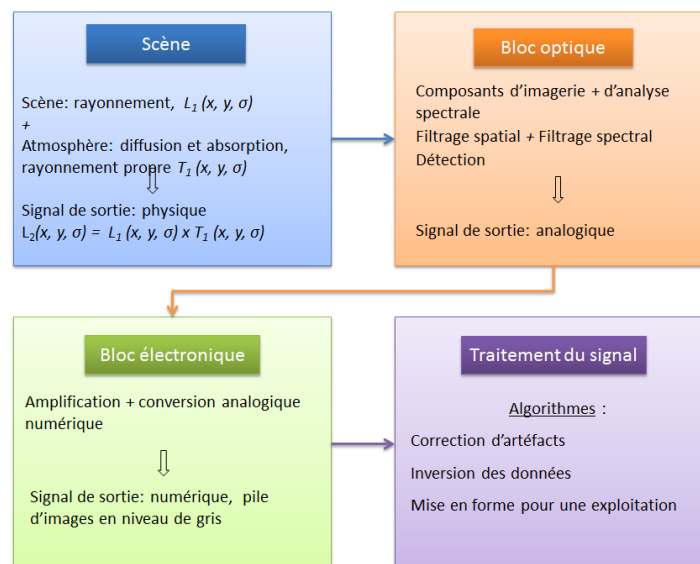 Scène
Scène: rayonnement, L₁ (x, y, σ)
+
Atmosphère: diffusion et absorption,
rayonnement propre T₁ (x, y, σ)
Signal de sortie: physique
L₂(x, y, σ) = L₁ (x, y, σ) x T₁ (x, y, σ)
Bloc optique
Composants d’imagerie + d’analyse
spectrale
Filtrage spatial + Filtrage spectral
Détection
Signal de sortie: analogique
Bloc électronique
Amplification + conversion analogique
numérique
Signal de sortie: numérique, pile
d’images en niveau de gris
Traitement du signal
Algorithmes :
Correction d’artéfacts
Inversion des données
Mise en forme pour une exploitation